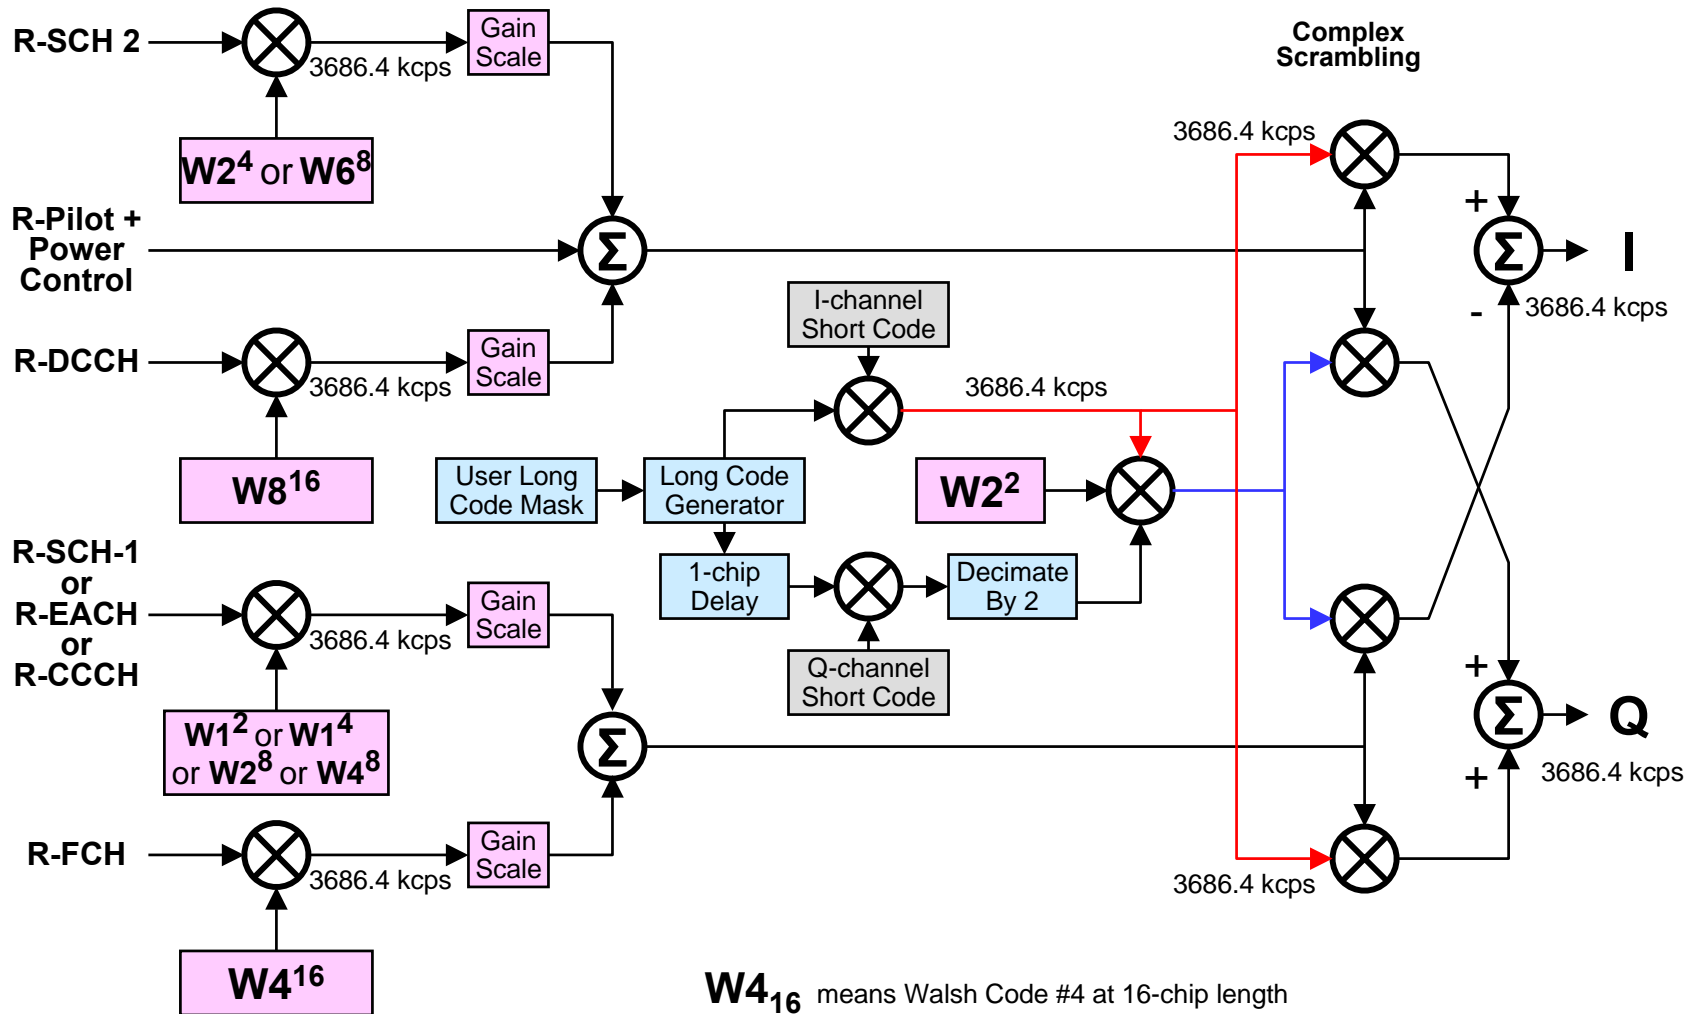 R-SCH 2
3686.4 kcps
Gain
Scale
W2⁴ or W6⁸
R-Pilot +
Power
Control
Σ
R-DCCH
3686.4 kcps
Gain
Scale
W8¹⁶
R-SCH-1
or
R-EACH
or
R-CCCH
3686.4 kcps
Gain
Scale
W1² or W1⁴
or W2⁸ or W4⁸
Σ
R-FCH
3686.4 kcps
Gain
Scale
W4¹⁶
User Long
Code Mask
Long Code
Generator
1-chip
Delay
I-channel
Short Code
3686.4 kcps
W2²
Decimate
By 2
Q-channel
Short Code
Complex
Scrambling
3686.4 kcps
3686.4 kcps
+
Σ
-
I
3686.4 kcps
+
Σ
+
Q
3686.4 kcps
W4₁₆ means Walsh Code #4 at 16-chip length